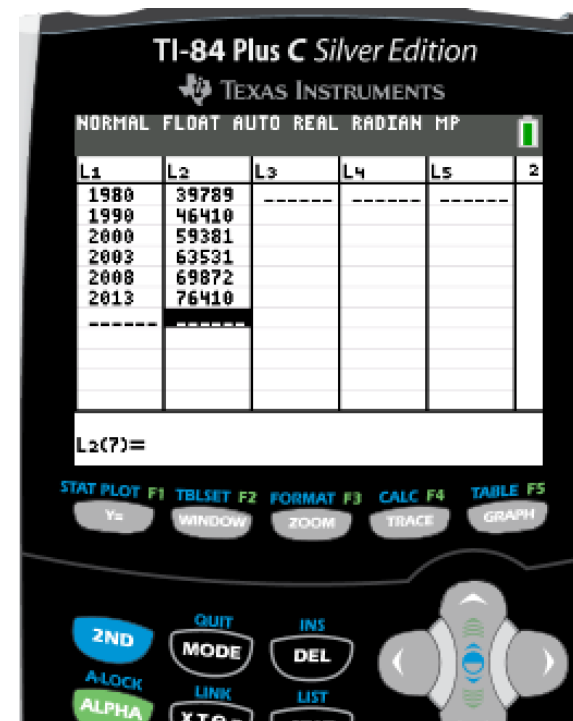 TI-84 Plus C Silver Edition
TEXAS INSTRUMENTS
NORMAL FLOAT AUTO REAL RADIAN MP
L1 L2 L3 L4 L5 2
1980 39789 ------ ------ ------
1990 46410
2000 59381
2003 63531
2008 69872
2013 76410
------ ------
L2(7)=
STAT PLOT F1 TBLSET F2 FORMAT F3 CALC F4 TABLE F5
Y= WINDOW ZOOM TRACE GRAPH
QUIT INS
2ND MODE DEL
A-LOCK LINK LIST
ALPHA